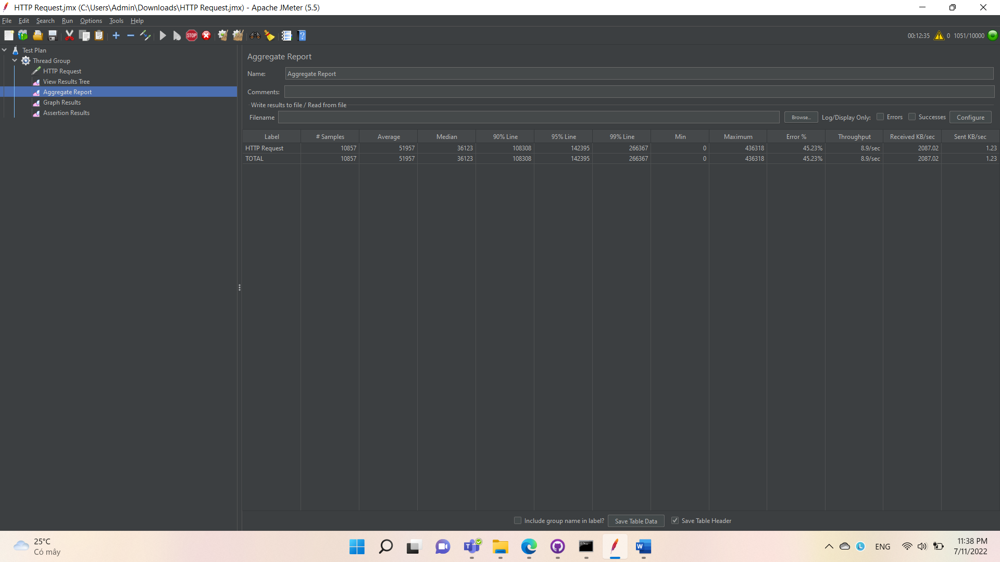 HTTP Request.jmx (C:\Users\Admin\Downloads\HTTP Request.jmx) - Apache JMeter (5.5)
File Edit Search Run Options Tools Help
STOP
?
00:12:35 0 1051/10000
Test Plan
Thread Group
HTTP Request
View Results Tree
Aggregate Report
Graph Results
Assertion Results
Aggregate Report
Name: Aggregate Report
Comments:
Write results to file / Read from file
Filename Browse... Log/Display Only: Errors Successes Configure
Label # Samples Average Median 90% Line 95% Line 99% Line Min Maximum Error % Throughput Received KB/sec Sent KB/sec
HTTP Request 10857 51957 36123 108308 142395 266367 0 436318 45.23% 8.9/sec 2087.02 1.23
TOTAL 10857 51957 36123 108308 142395 266367 0 436318 45.23% 8.9/sec 2087.02 1.23
Include group name in label? Save Table Data Save Table Header
25°C
Có mây
T
W
L
ENG
11:38 PM
7/11/2022